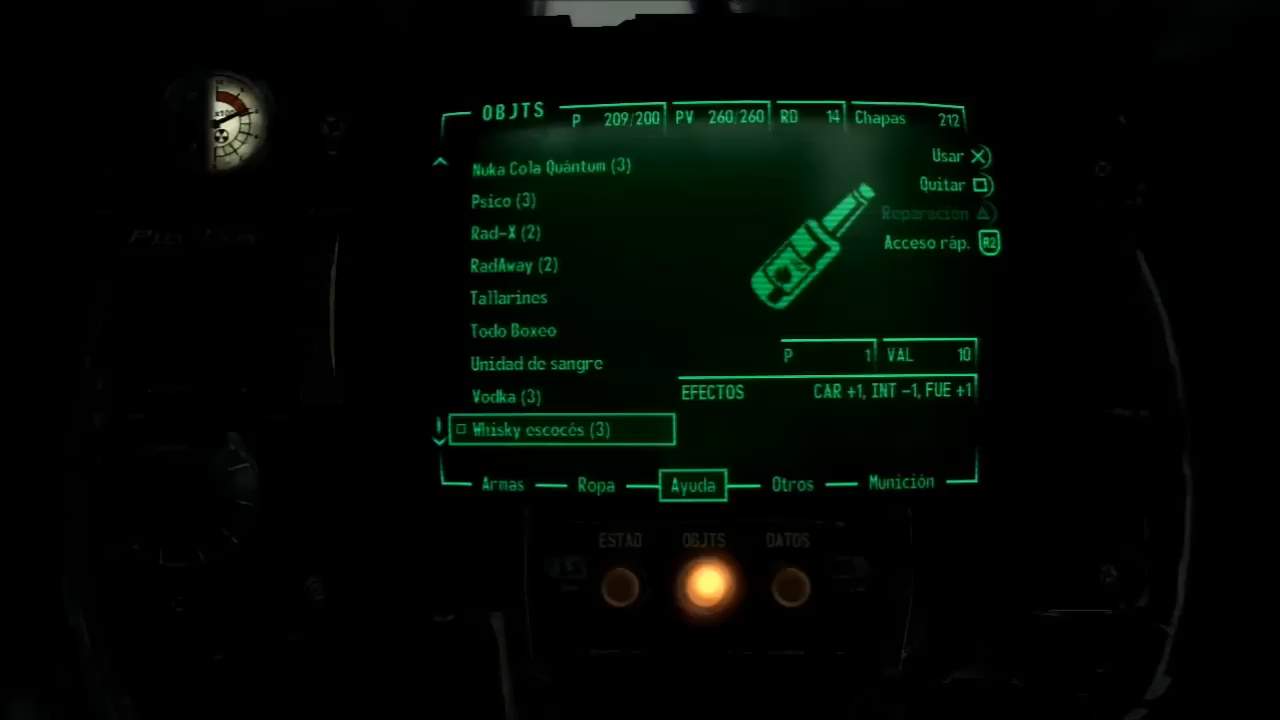 OBJTS P 209/200 PV 260/260 RD 14 Chapas 212
Nuka Cola Quántum (3)
Psico (3)
Rad-X (2)
RadAway (2)
Tallarines
Todo Boxeo
Unidad de sangre
Vodka (3)
Whisky escocés (3)
Usar
Quitar
Reparación
Acceso ráp. R2
P 1 VAL 10
EFECTOS CAR +1, INT -1, FUE +1
Armas Ropa Ayuda Otros Munición
ESTAD OBJTS DATOS